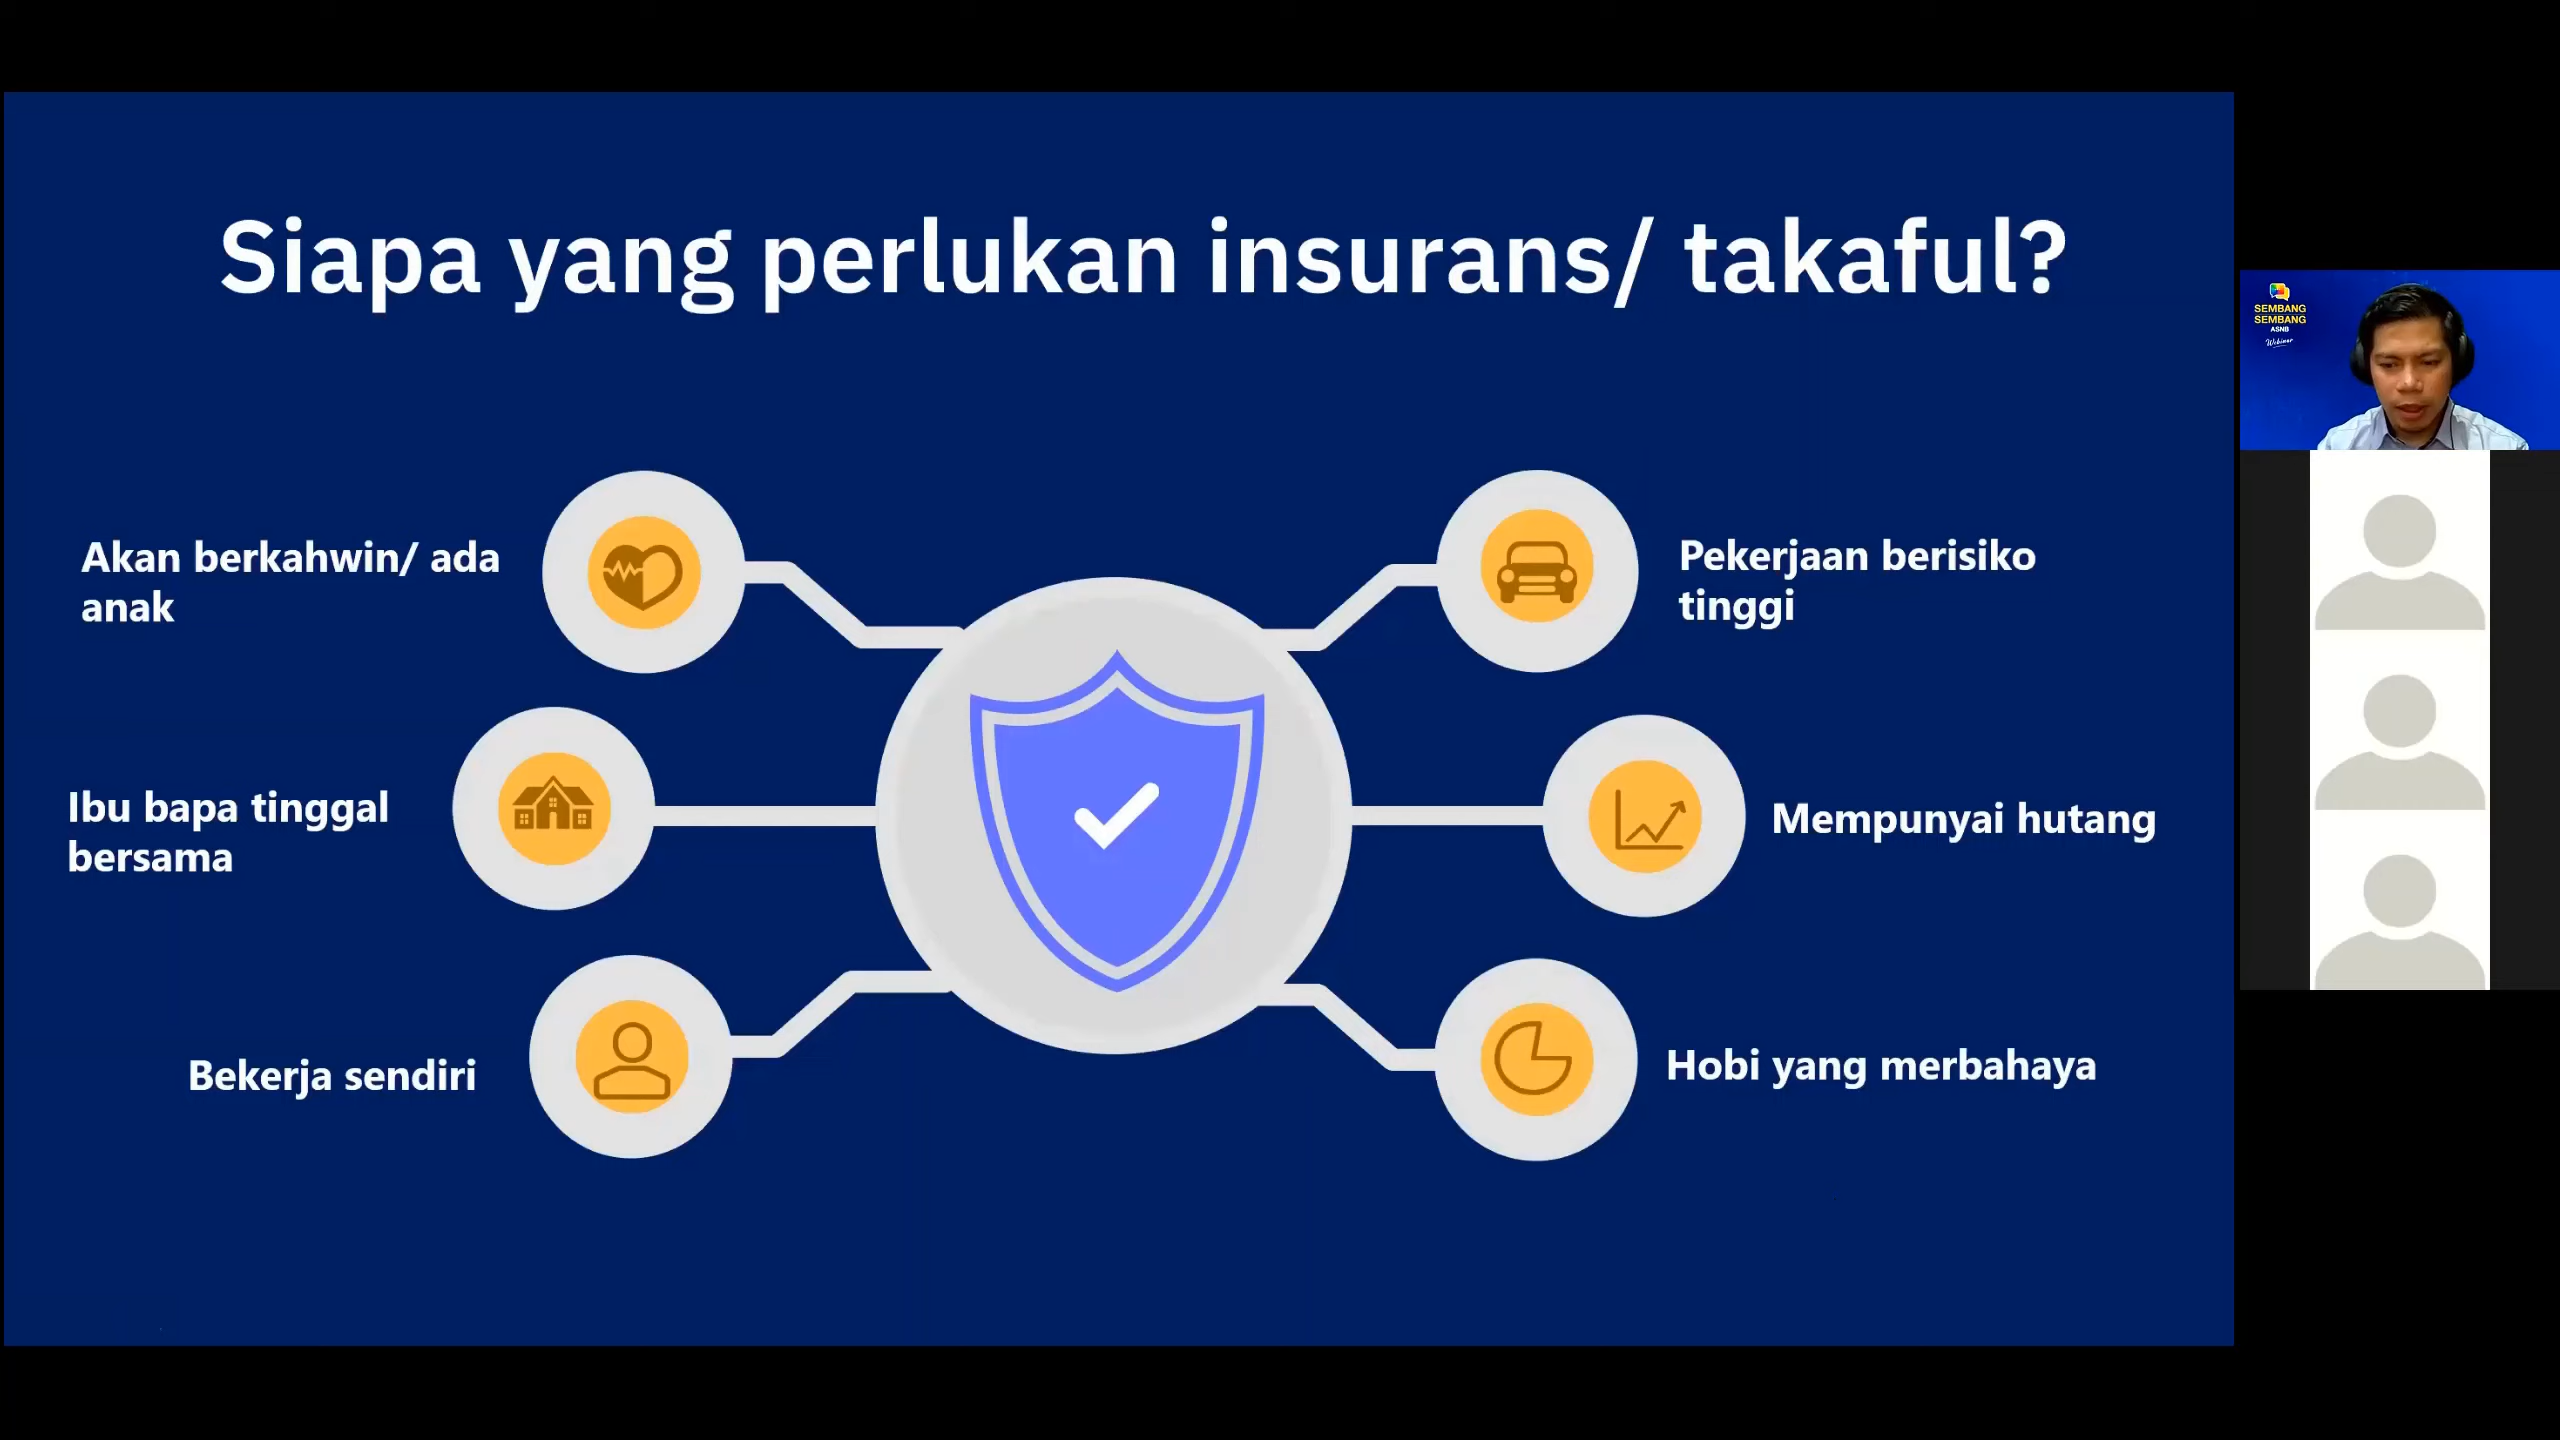 Siapa yang perlukan insurans/ takaful?
Akan berkahwin/ ada
anak
Ibu bapa tinggal
bersama
Bekerja sendiri
Pekerjaan berisiko
tinggi
Mempunyai hutang
Hobi yang merbahaya
SEMBANG
SEMBANG
ASNB
Webinar